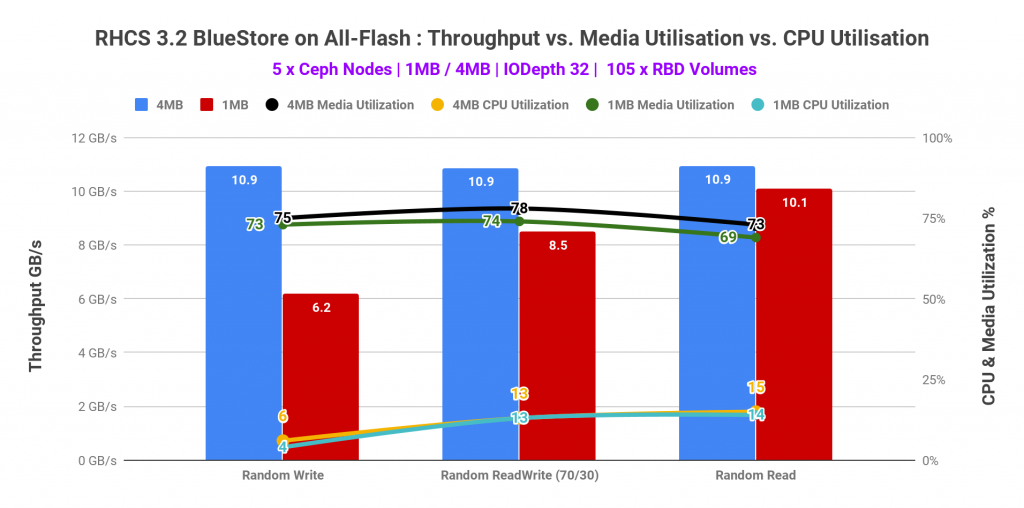 RHCS 3.2 BlueStore on All-Flash : Throughput vs. Media Utilisation vs. CPU Utilisation
5 x Ceph Nodes | 1MB / 4MB | IODepth 32 | 105 x RBD Volumes
4MB 1MB 4MB Media Utilization 4MB CPU Utilization 1MB Media Utilization 1MB CPU Utilization
12 GB/s 100%
10.9 10.9 10.9
10 GB/s 10.1
75 78 73
73 74 69 75%
8 GB/s 8.5
6 GB/s 6.2 50%
4 GB/s
25%
6 13 15
2 GB/s
4 13 14
0 GB/s 0%
Random Write Random ReadWrite (70/30) Random Read
Throughput GB/s
CPU & Media Utilization %